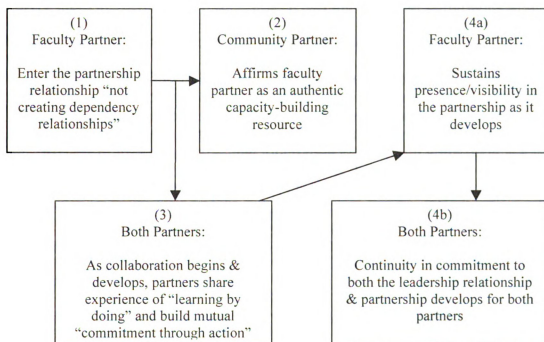 (1)
Faculty Partner:
Enter the partnership
relationship “not
creating dependency
relationships”
(2)
Community Partner:
Affirms faculty
partner as an authentic
capacity-building
resource
(4a)
Faculty Partner:
Sustains
presence/visibility in
the partnership as it
develops
(3)
Both Partners:
As collaboration begins &
develops, partners share
experience of “learning by
doing” and build mutual
“commitment through action”
(4b)
Both Partners:
Continuity in commitment to
both the leadership relationship
& partnership develops for both
partners